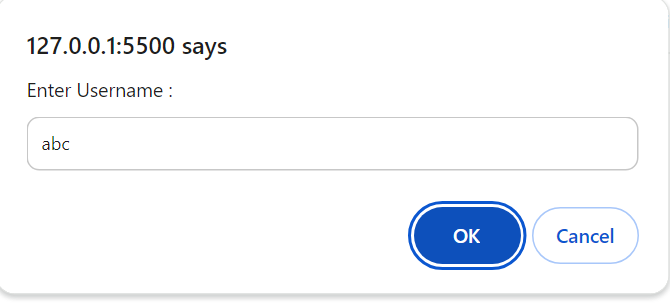 127.0.0.1:5500 says
Enter Username :
abc
OK
Cancel